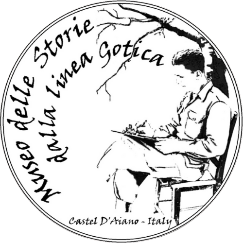 Museo delle Storie
dalla linea Gotica
Castel D'Aiano - Italy